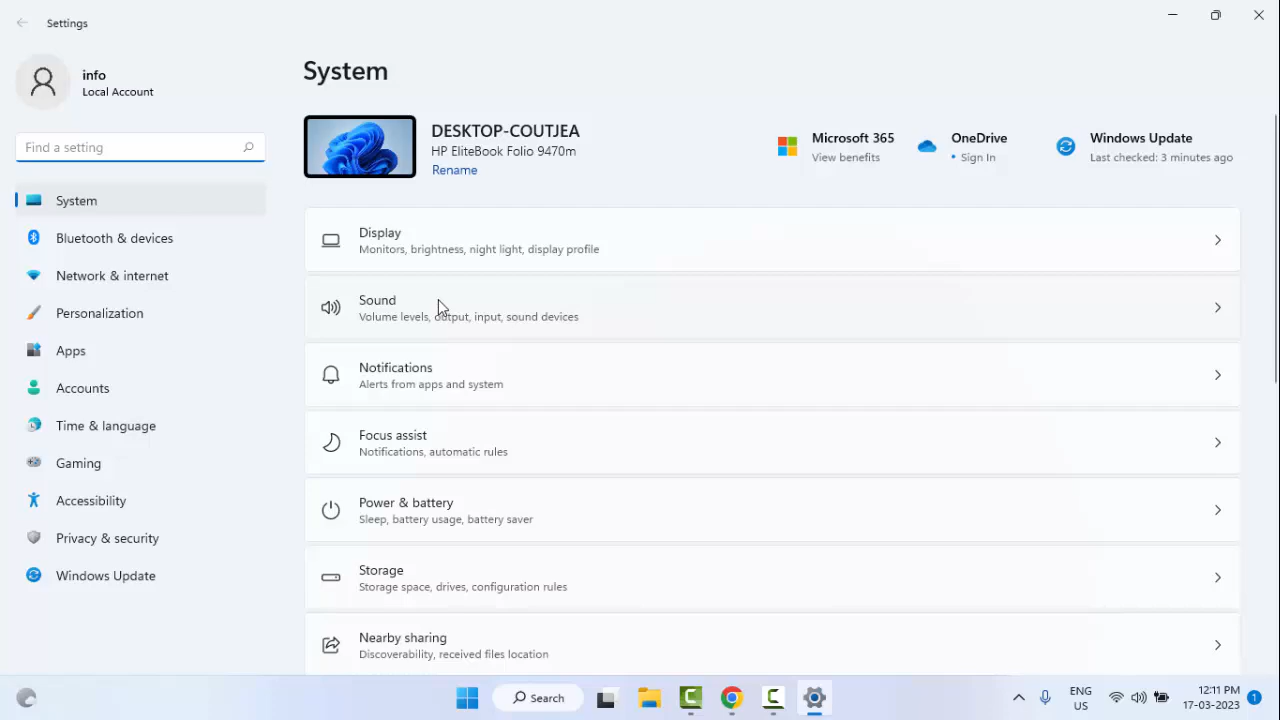 Settings
info
Local Account
Find a setting
System
Bluetooth & devices
Network & internet
Personalization
Apps
Accounts
Time & language
Gaming
Accessibility
Privacy & security
Windows Update
System
DESKTOP-COUTJEA
HP EliteBook Folio 9470m
Rename
Microsoft 365
View benefits
OneDrive
• Sign In
Windows Update
Last checked: 3 minutes ago
Display
Monitors, brightness, night light, display profile
Sound
Volume levels, output, input, sound devices
Notifications
Alerts from apps and system
Focus assist
Notifications, automatic rules
Power & battery
Sleep, battery usage, battery saver
Storage
Storage space, drives, configuration rules
Nearby sharing
Discoverability, received files location
Search
ENG
US
12:11 PM
17-03-2023
1